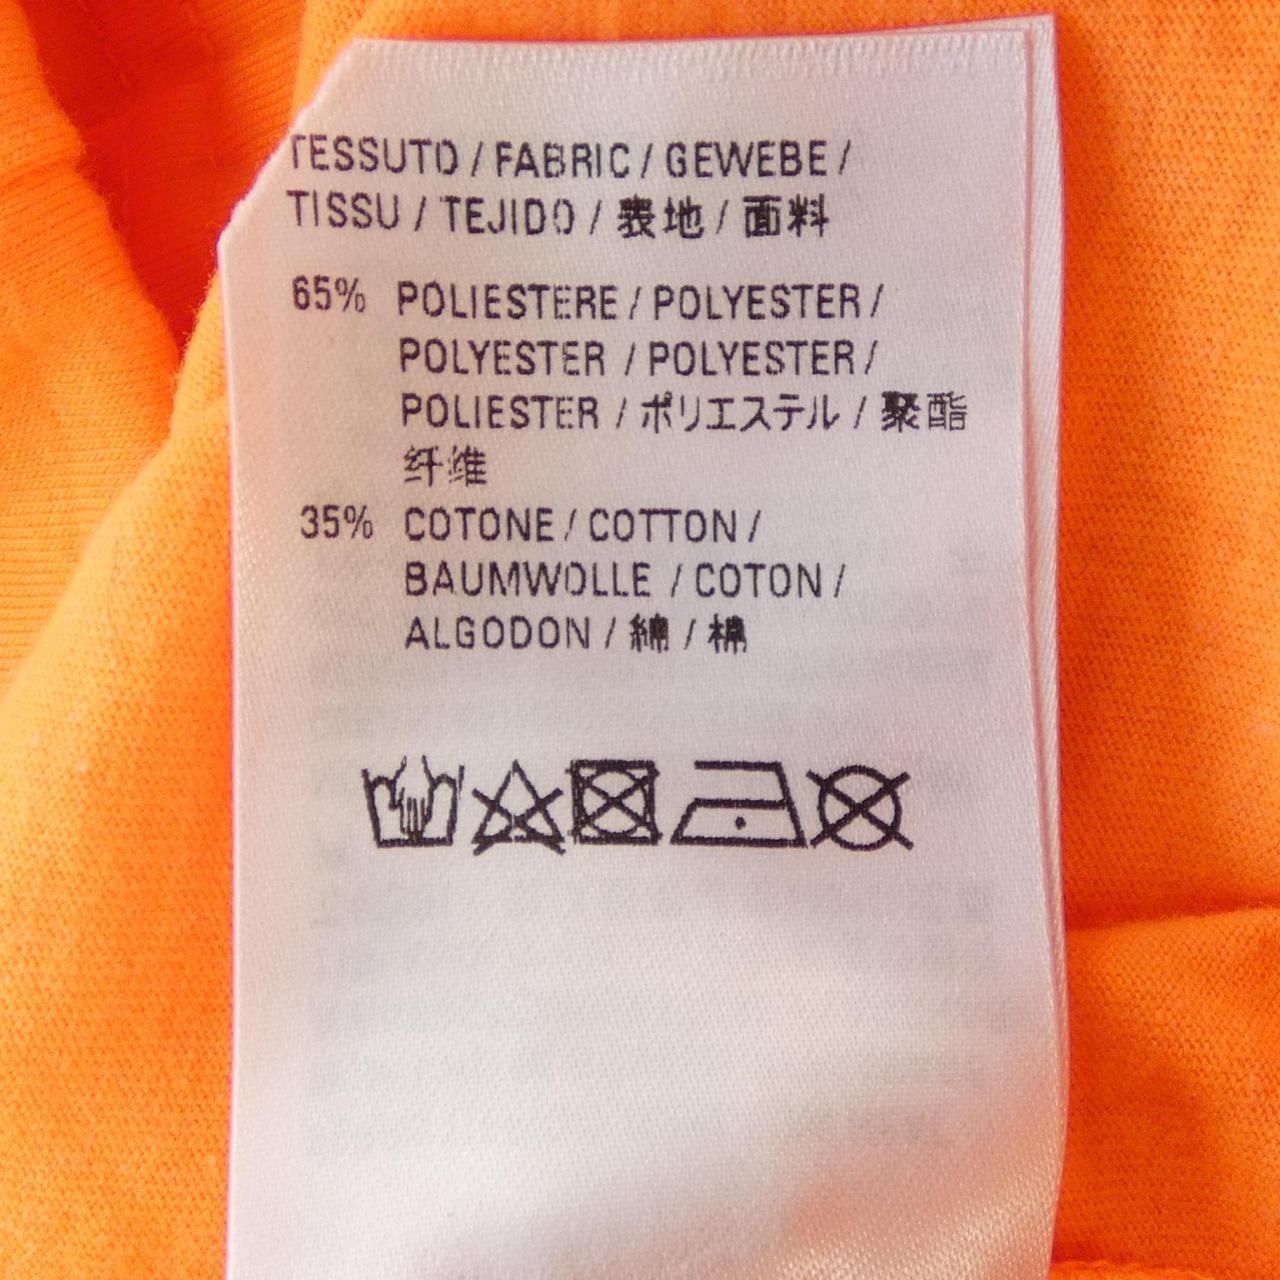 TESSUTO / FABRIC / GEWEBE /
TISSU / TEJIDO / 表地 / 面料
65% POLIESTERE / POLYESTER /
POLYESTER / POLYESTER /
POLIESTER / ポリエステル / 聚酯
纤维
35% COTONE / COTTON /
BAUMWOLLE / COTON /
ALGODON / 綿 / 棉